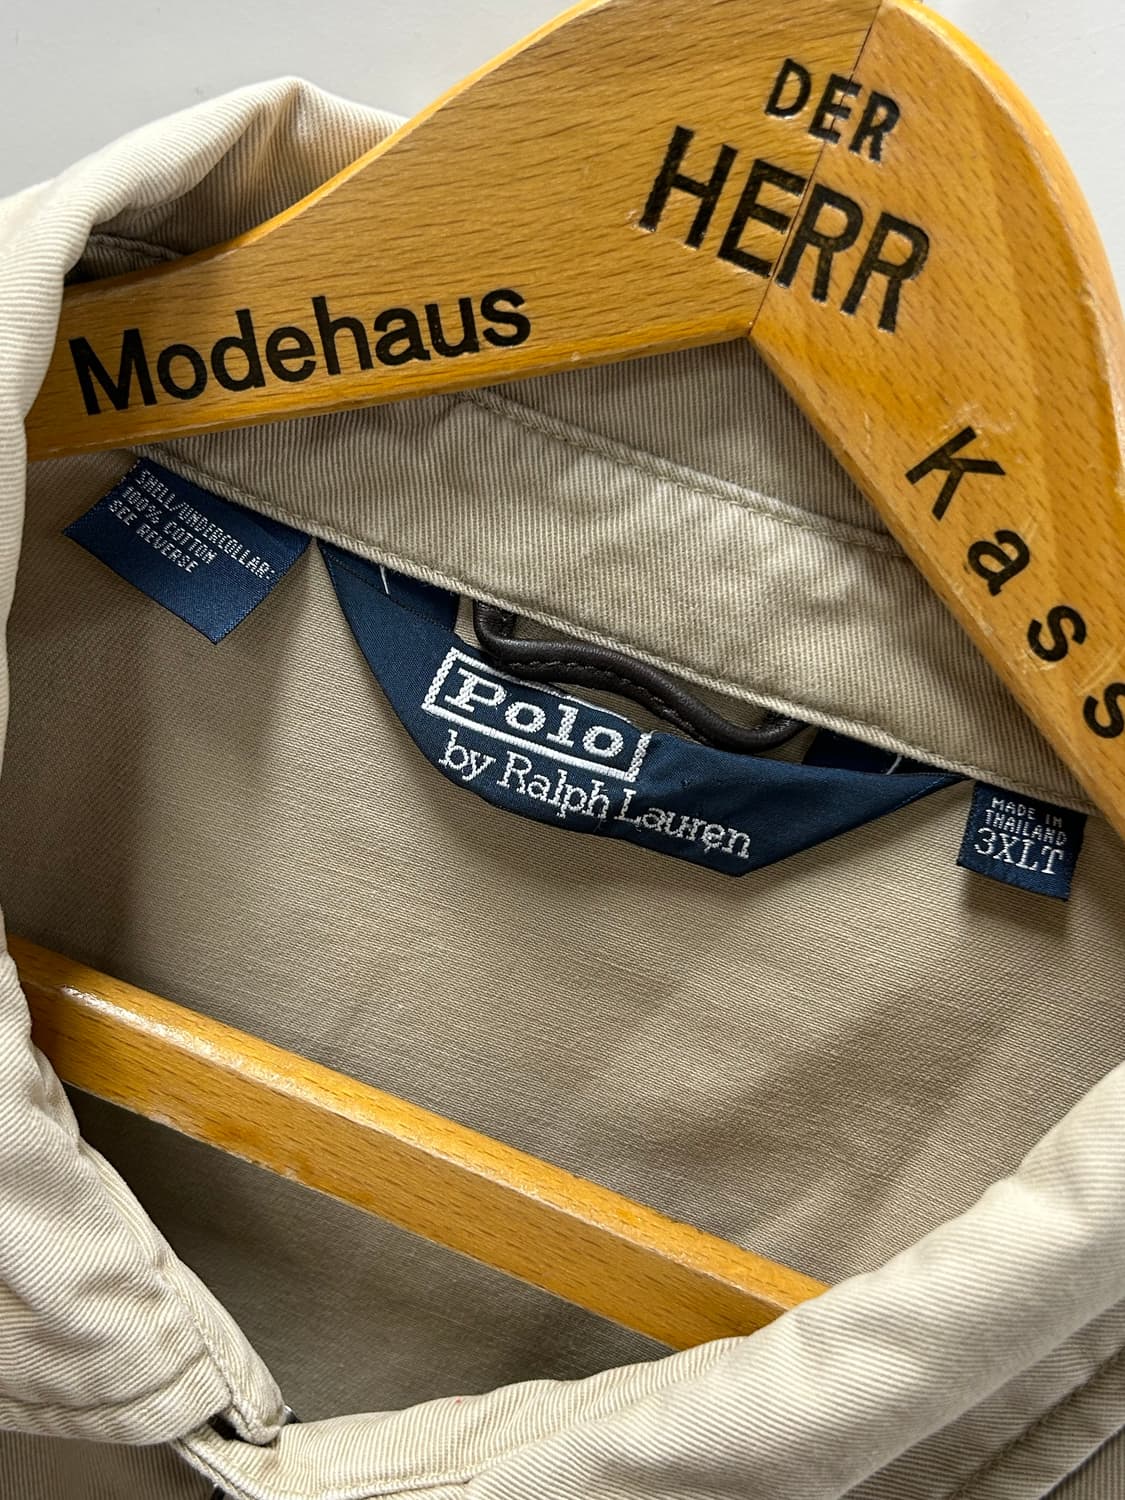 DER
HERR
Modehaus
Kass
SHELL/UNDERCOLLAR:
100% COTTON
SEE REVERSE
Polo
by Ralph Lauren
MADE IN
THAILAND
3XLT